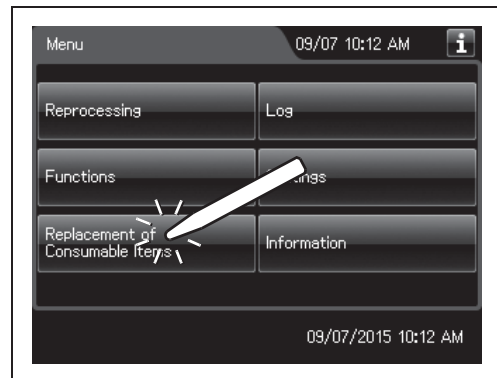 Menu
09/07 10:12 AM
i
Reprocessing
Log
Functions
Replacement of
Consumable Items
Information
09/07/2015 10:12 AM